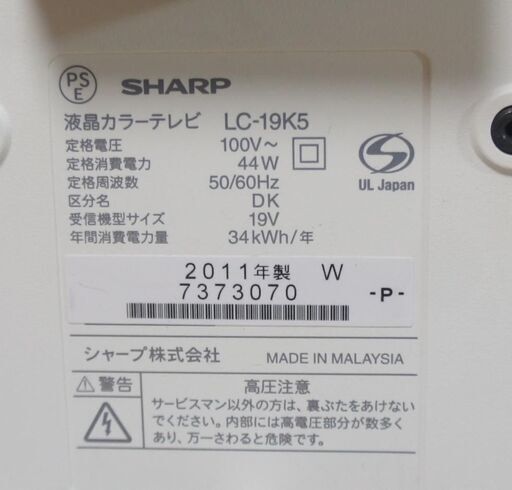 PS
E
SHARP
液晶カラーテレビ LC-19K5
定格電圧 100V～
定格消費電力 44W
定格周波数 50/60Hz
区分名 DK
受信機型サイズ 19V
年間消費電力量 34kWh/年
S
UL Japan
2011年製 W
7373070 -P-
シャープ株式会社 MADE IN MALAYSIA
警告 高圧注意
サービスマン以外の方は、裏ぶたをあけない
でください。内部には高電圧部分が数多く
あり、万一さわると危険です。